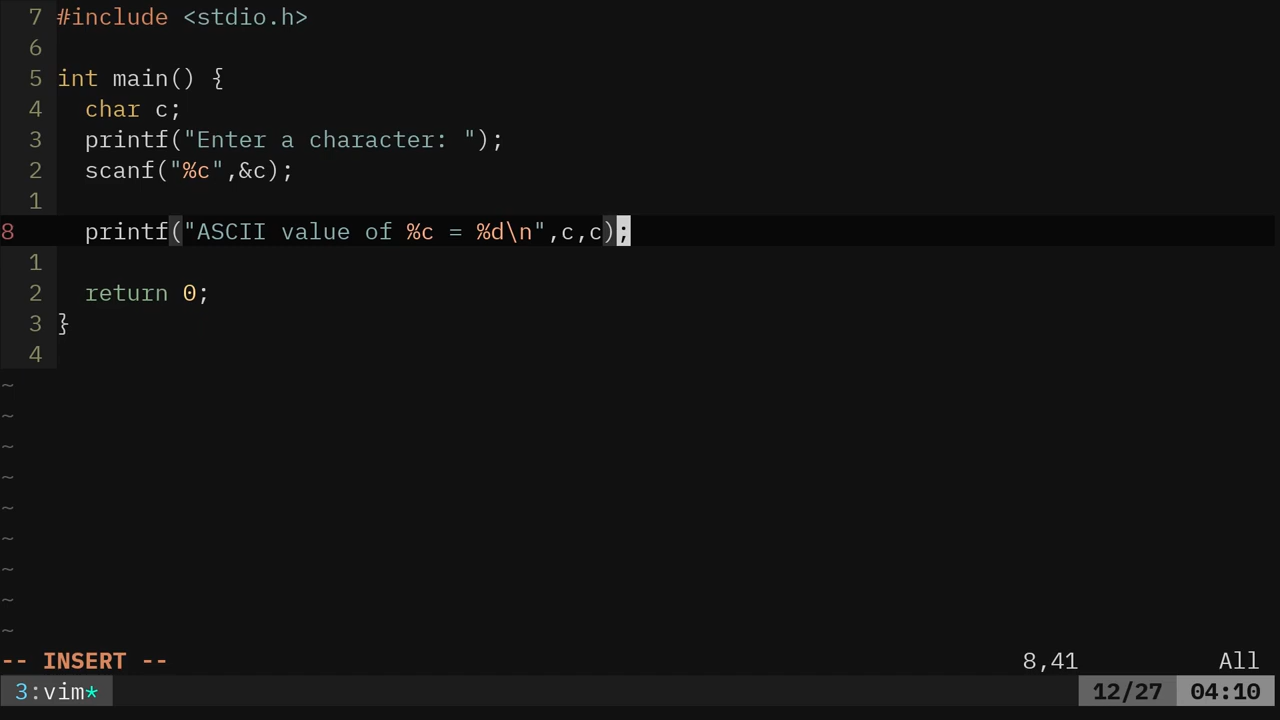 7 #include <stdio.h>
6
5 int main() {
4   char c;
3   printf("Enter a character: ");
2   scanf("%c",&c);
1
8   printf("ASCII value of %c = %d\n",c,c);
1
2   return 0;
3 }
4
~
~
~
~
~
~
~
~
~
-- INSERT -- 8,41 All
3:vim* 12/27 04:10